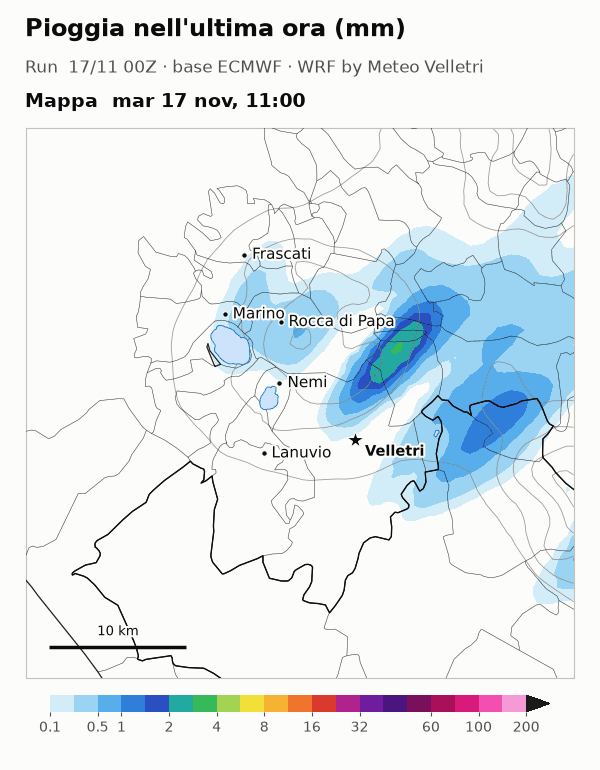 Pioggia nell'ultima ora (mm)
Run  17/11 00Z · base ECMWF · WRF by Meteo Velletri
Mappa  mar 17 nov, 11:00
Frascati
Marino
Rocca di Papa
Nemi
Velletri
Lanuvio
10 km
0.1 0.5 1 2 4 8 16 32 60 100 200